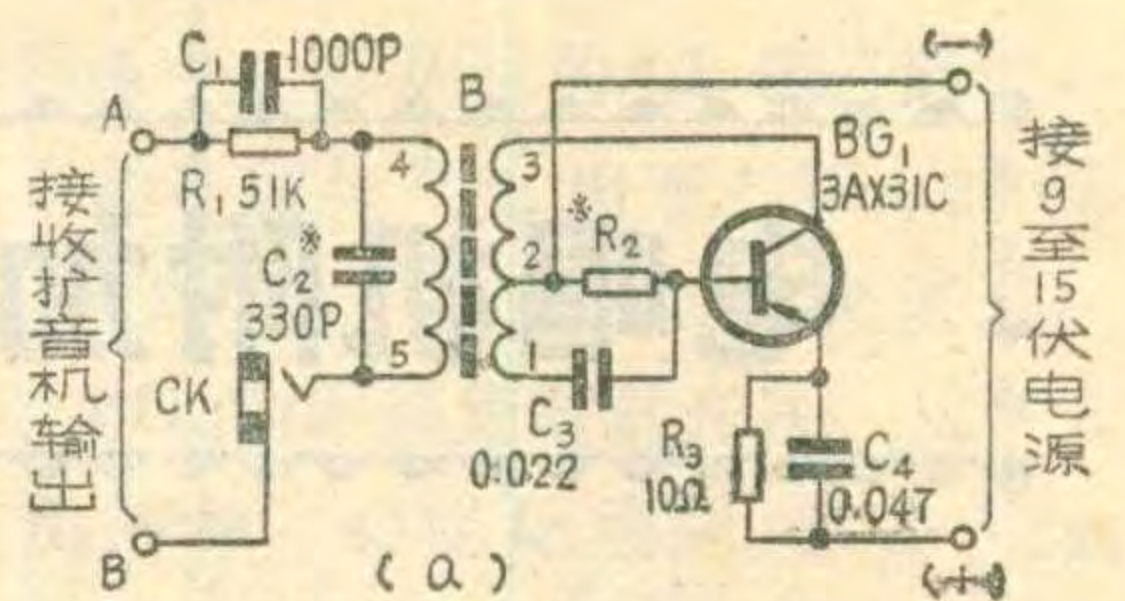 C₁ 1000P
A
R₁ 51K
接收扩音机输出
B
4
C₂※
330P
5
CK
B
3
2
1
※R₂
C₃
0.022
BG₁
3AX31C
R₃
10Ω
C₄
0.047
(−)
接9至15伏电源
(+)
(a)